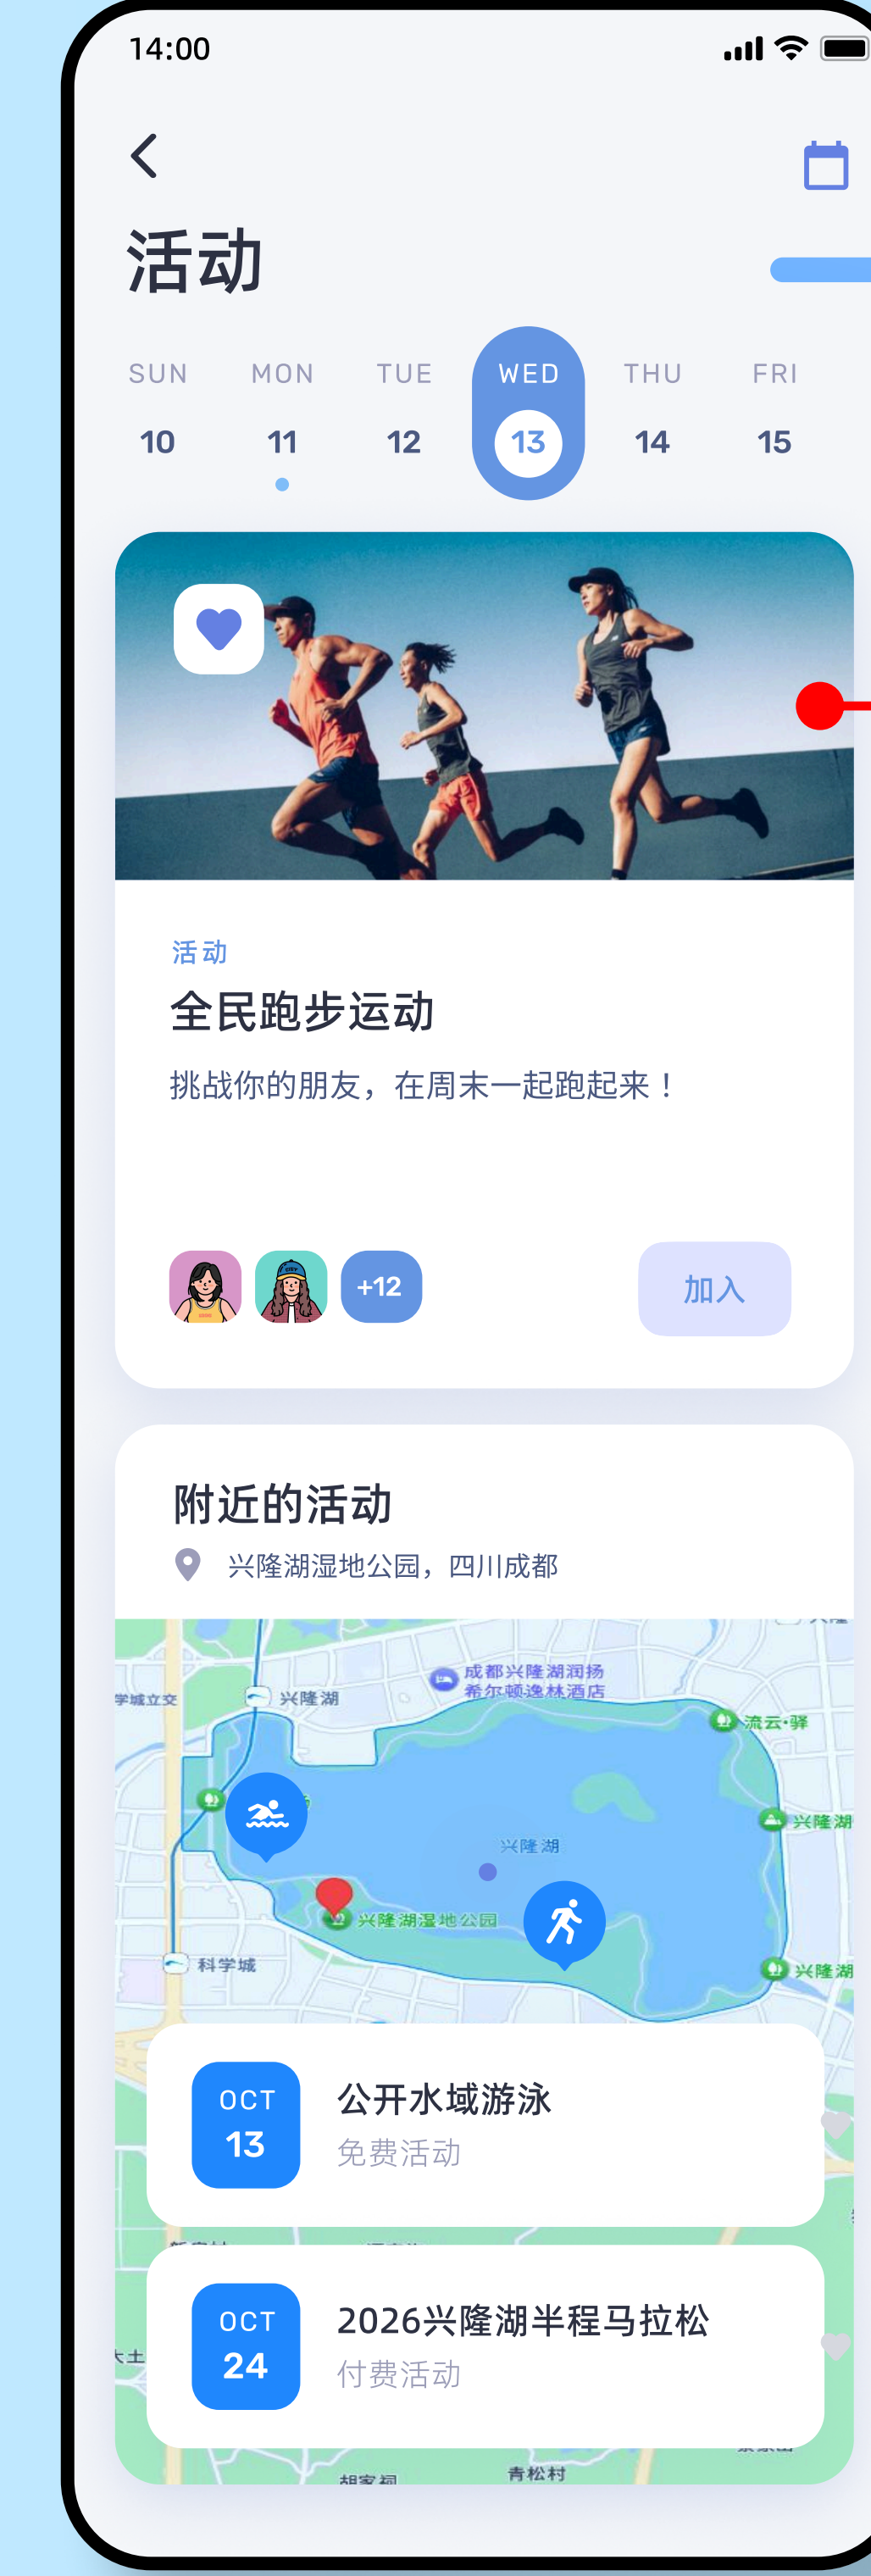 14:00
活动
SUN MON TUE WED THU FRI
10 11 12 13 14 15
活动
全民跑步运动
挑战你的朋友，在周末一起跑起来！
+12
加入
附近的活动
兴隆湖湿地公园，四川成都
成都兴隆湖润扬
希尔顿逸林酒店
学城立交
兴隆湖
流云·驿
兴隆湖
兴隆湖
兴隆湖湿地公园
科学城
兴隆湖
OCT
13
公开水域游泳
免费活动
OCT
24
2026兴隆湖半程马拉松
付费活动
大土
青松村
胡家祠